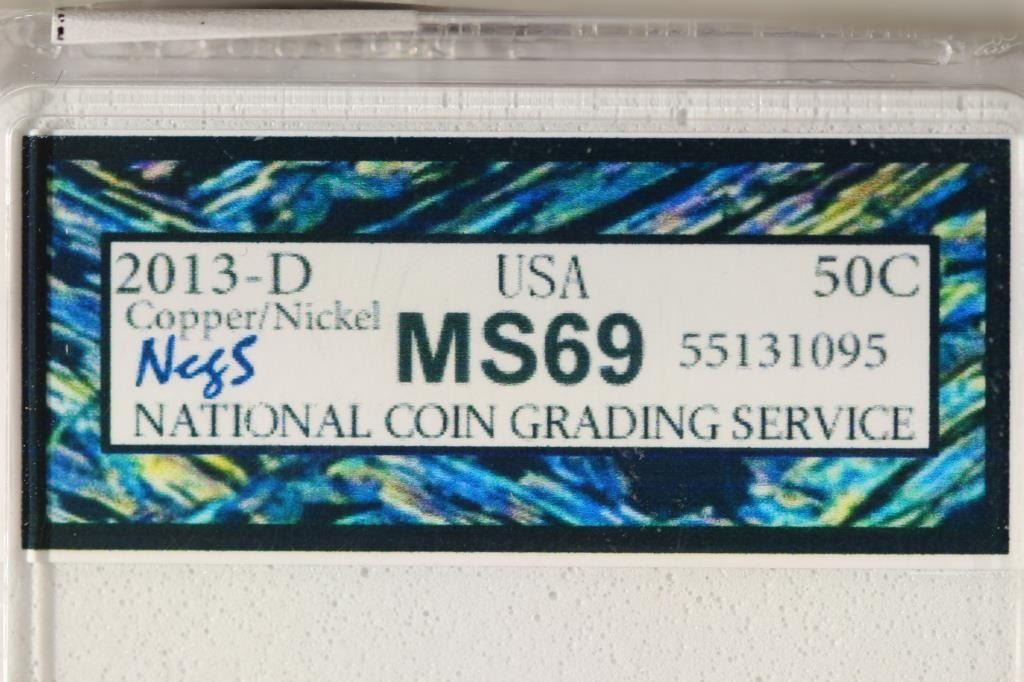 2013-D USA 50C
Copper/Nickel
MS69 55131095
NcgS
NATIONAL COIN GRADING SERVICE